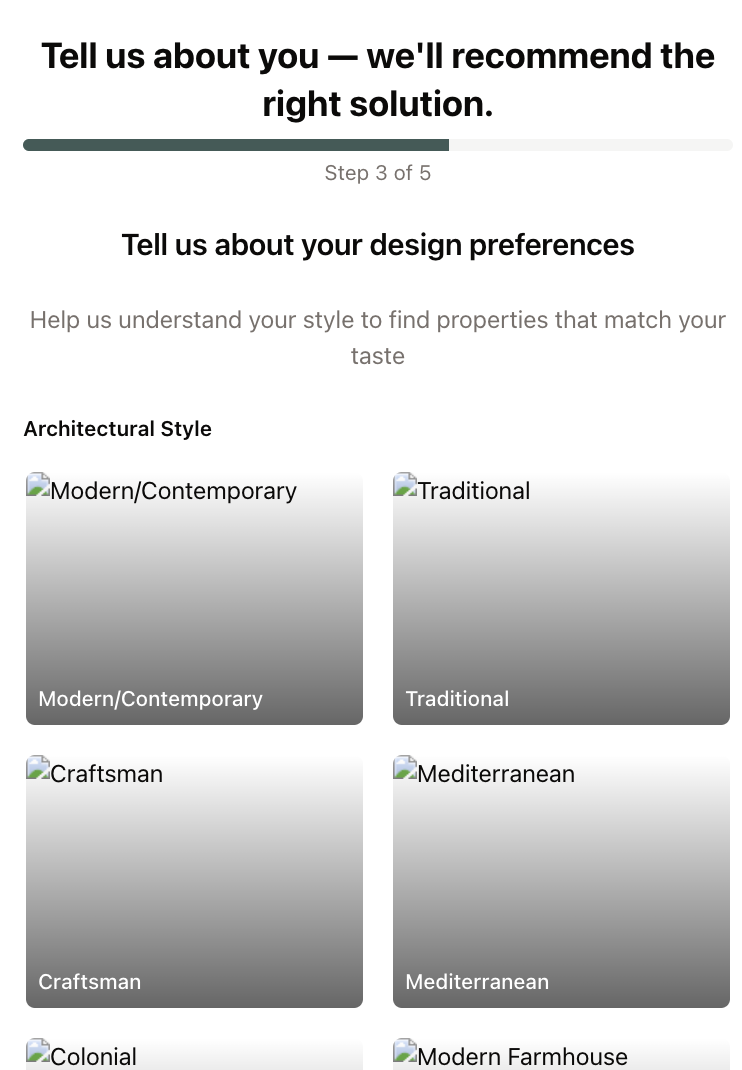 Tell us about you — we'll recommend the
right solution.
Step 3 of 5
Tell us about your design preferences
Help us understand your style to find properties that match your
taste
Architectural Style
Modern/Contemporary
Traditional
Modern/Contemporary
Traditional
Craftsman
Mediterranean
Craftsman
Mediterranean
Colonial
Modern Farmhouse